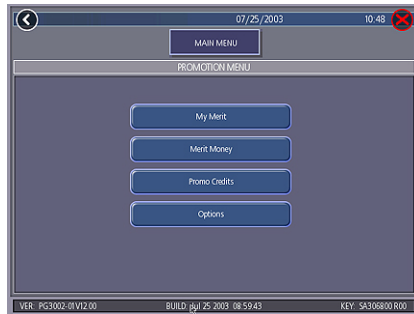 07/25/2003 10:48
MAIN MENU
PROMOTION MENU
My Merit
Merit Money
Promo Credits
Options
VER: PG3002-01V12.00 BUILD: Jul 25 2003 08:59:43 KEY: SA306800 R00